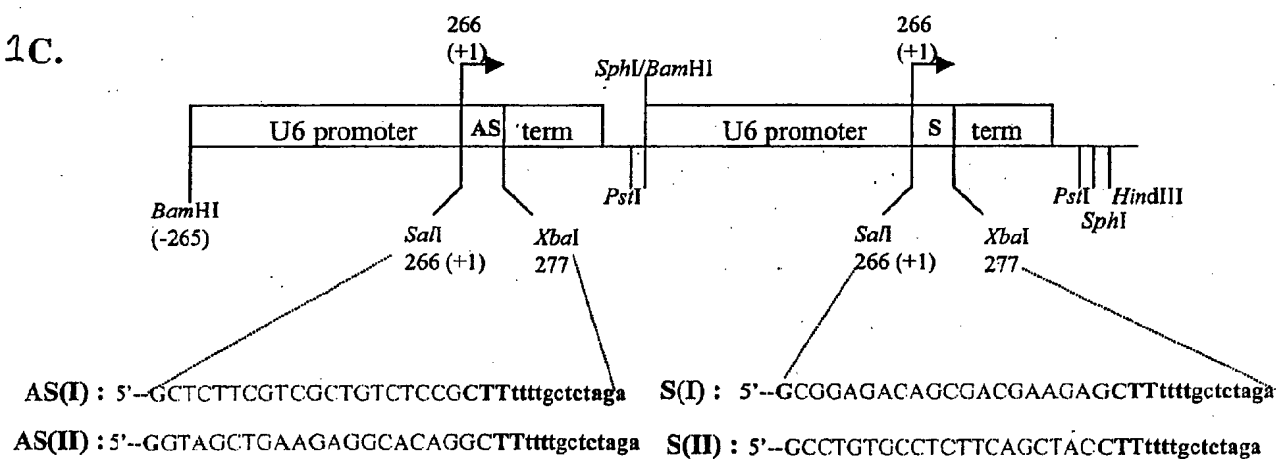 1C.
266 266
(+1) (+1)
SphI/BamHI
U6 promoter AS term U6 promoter S term
BamHI PstI PstI HindIII
(-265) SphI
SalI XbaI SalI XbaI
266 (+1) 277 266 (+1) 277
AS(I) : 5'--GCTCTTCGTCGCTGTCTCCGCTTttttgctctaga S(I) : 5'--GCGGAGACAGCGACGAAGAGCTTttttgctctaga
AS(II) : 5'--GGTAGCTGAAGAGGCACAGGCTTttttgctctaga S(II) : 5'--GCCTGTGCCTCTTCAGCTACCTTttttgctctaga